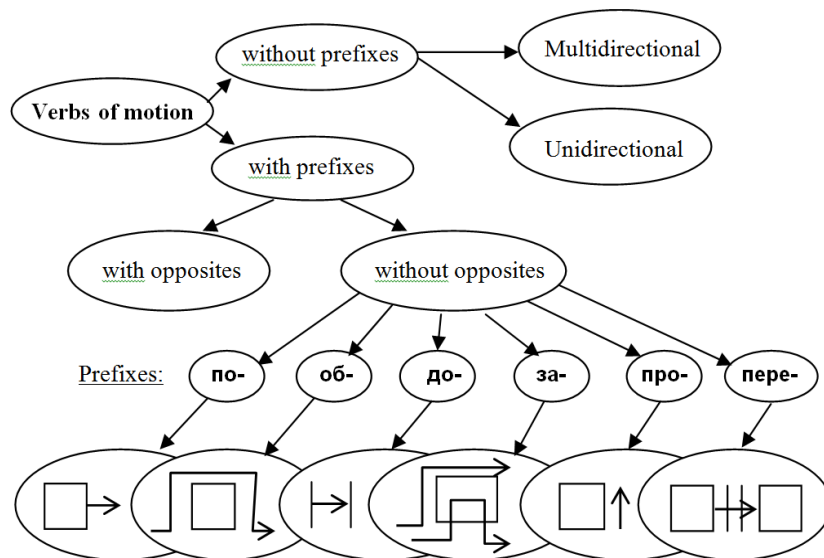 without prefixes
Multidirectional
Verbs of motion
with prefixes
Unidirectional
with opposites
without opposites
Prefixes:
по-
об-
до-
за-
про-
пере-